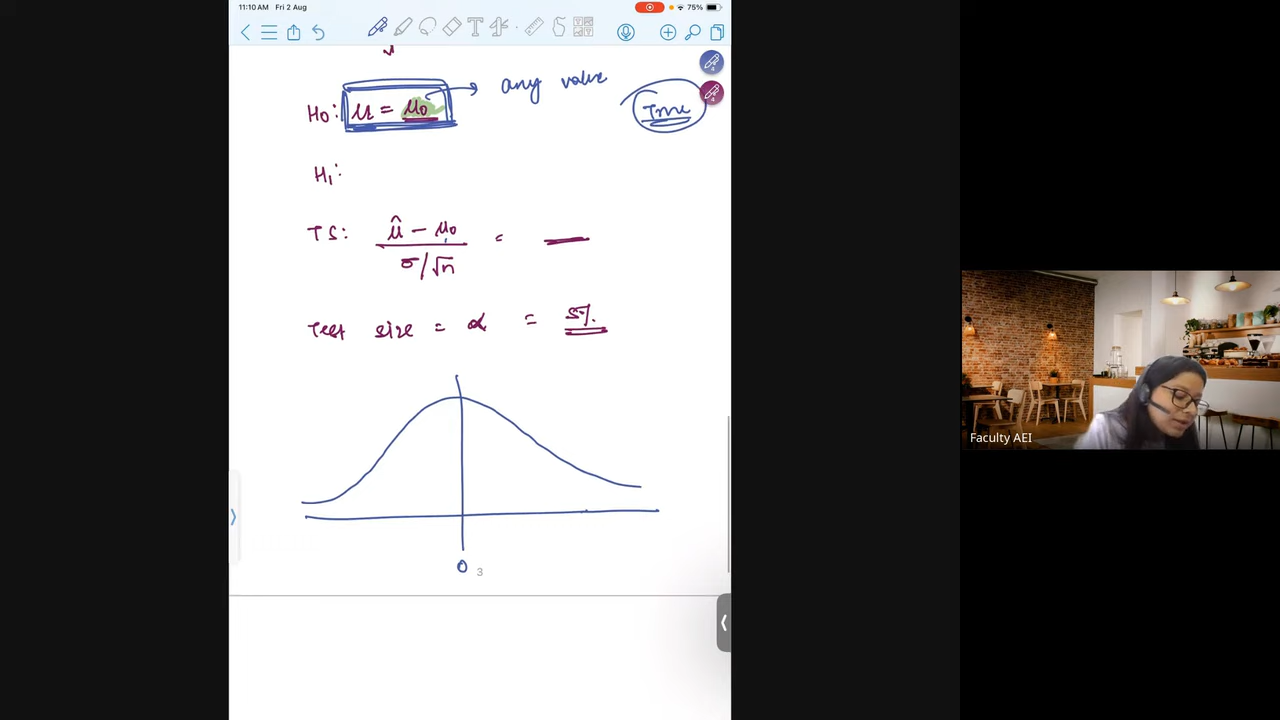 11:10 AM Fri 2 Aug
75%
H₀: μ = μ₀ → any value True
H₁:
TS: μ̂ - μ₀ / σ/√n =
Test size = α = 5%.
0
3
Faculty AEI